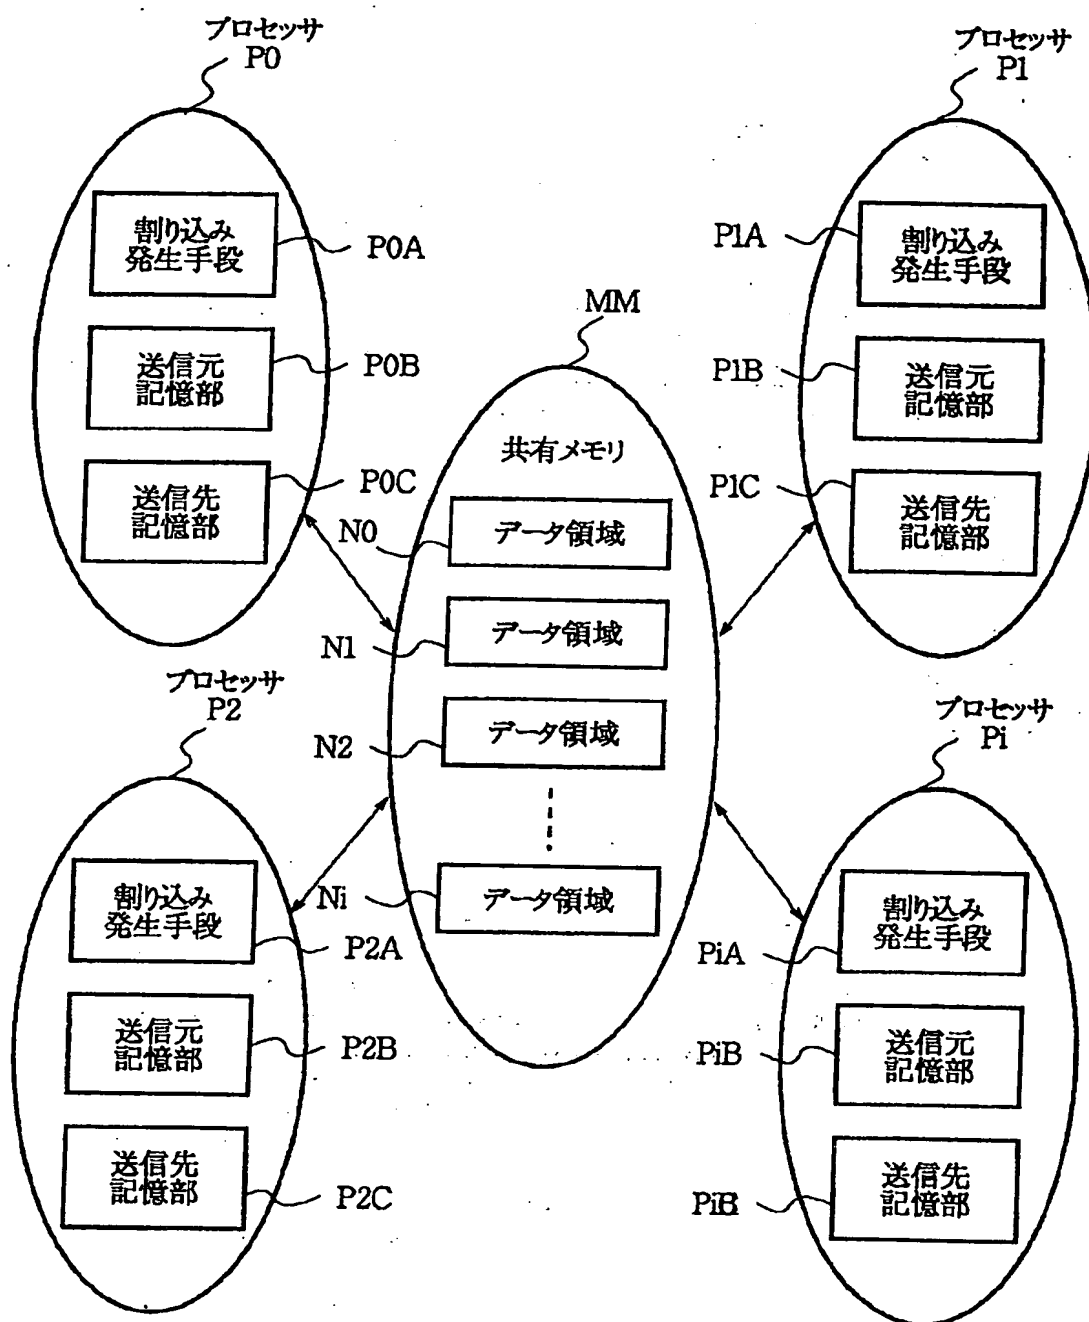 プロセッサ
P0
割り込み
発生手段
P0A
送信元
記憶部
P0B
送信先
記憶部
P0C
プロセッサ
P1
P1A
割り込み
発生手段
P1B
送信元
記憶部
P1C
送信先
記憶部
MM
共有メモリ
N0
データ領域
N1
データ領域
N2
データ領域
Ni
データ領域
プロセッサ
P2
割り込み
発生手段
P2A
送信元
記憶部
P2B
送信先
記憶部
P2C
プロセッサ
Pi
PiA
割り込み
発生手段
PiB
送信元
記憶部
送信先
記憶部